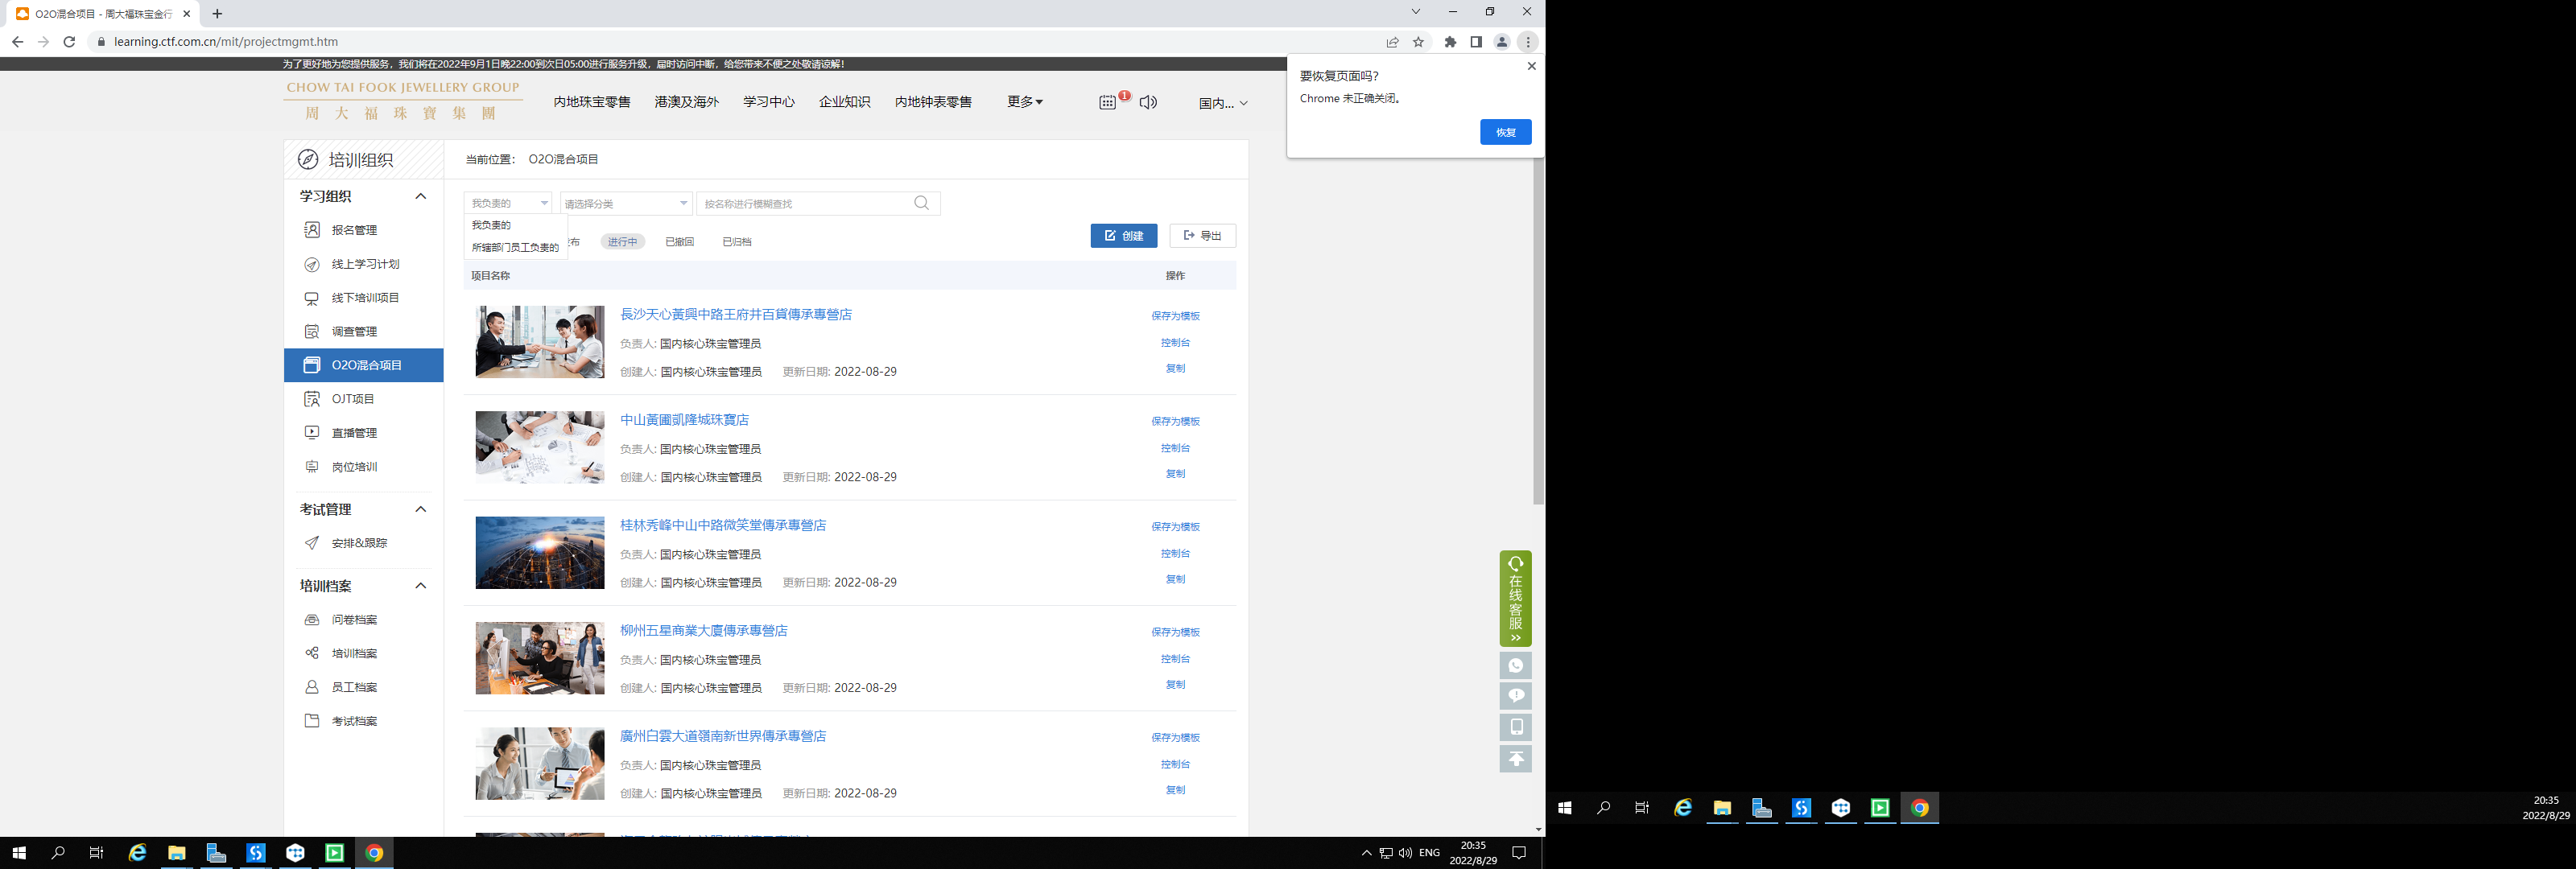 O2O混合项目 - 周大福珠宝金行
learning.ctf.com.cn/mit/projectmgmt.htm
为了更好地为您提供服务，我们将在2022年9月1日晚22:00到次日05:00进行服务升级，届时访问中断，给您带来不便之处敬请谅解！
要恢复页面吗？
Chrome 未正确关闭。
恢复
CHOW TAI FOOK JEWELLERY GROUP
周大福珠寶集團
内地珠宝零售 港澳及海外 学习中心 企业知识 内地钟表零售 更多 1 国内...
培训组织
当前位置： O2O混合项目
学习组织
报名管理
线上学习计划
线下培训项目
调查管理
O2O混合项目
OJT项目
直播管理
岗位培训
考试管理
安排&跟踪
培训档案
问卷档案
培训档案
员工档案
考试档案
我负责的 请选择分类 按名称进行模糊查找
我负责的
所辖部门员工负责的
布 进行中 已撤回 已归档
创建 导出
项目名称 操作
長沙天心黃興中路王府井百貨傳承專營店
负责人: 国内核心珠宝管理员
创建人: 国内核心珠宝管理员 更新日期: 2022-08-29
保存为模板
控制台
复制
中山黃圃凱隆城珠寶店
负责人: 国内核心珠宝管理员
创建人: 国内核心珠宝管理员 更新日期: 2022-08-29
保存为模板
控制台
复制
桂林秀峰中山中路微笑堂傳承專營店
负责人: 国内核心珠宝管理员
创建人: 国内核心珠宝管理员 更新日期: 2022-08-29
保存为模板
控制台
复制
柳州五星商業大廈傳承專營店
负责人: 国内核心珠宝管理员
创建人: 国内核心珠宝管理员 更新日期: 2022-08-29
保存为模板
控制台
复制
廣州白雲大道嶺南新世界傳承專營店
负责人: 国内核心珠宝管理员
创建人: 国内核心珠宝管理员 更新日期: 2022-08-29
保存为模板
控制台
复制
在线客服
ENG
20:35
2022/8/29
20:35
2022/8/29